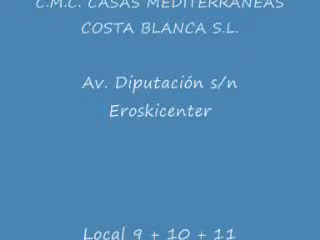 C.M.C. CASAS MEDITERRANEAS
COSTA BLANCA S.L.
Av. Diputación s/n
Eroskicenter
Local 9 + 10 + 11